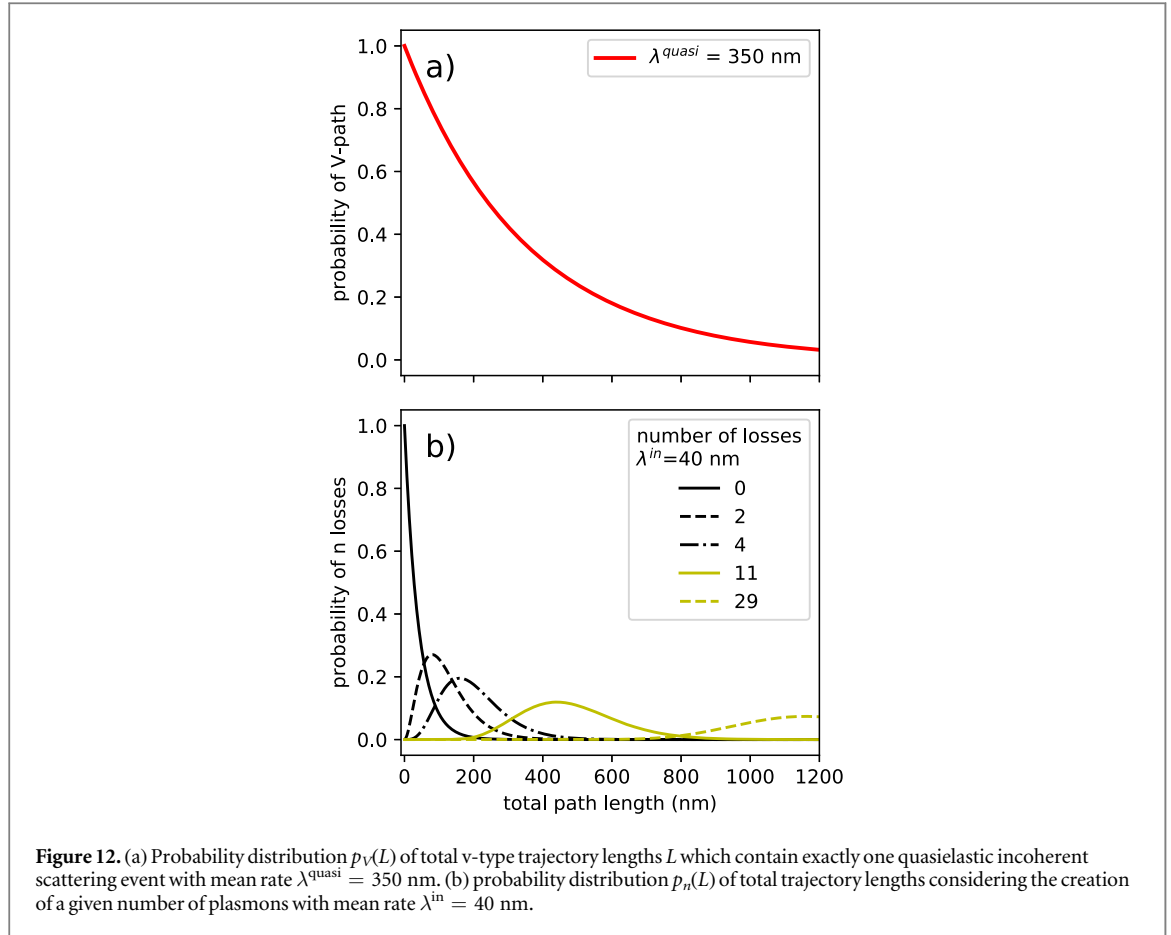 1.0
0.8
0.6
0.4
0.2
0.0
probability of V-path
a)
λ^quasi = 350 nm
1.0
0.8
0.6
0.4
0.2
0.0
probability of n losses
b)
number of losses
λ^in=40 nm
0
2
4
11
29
0 200 400 600 800 1000 1200
total path length (nm)
Figure 12. (a) Probability distribution p_V(L) of total v-type trajectory lengths L which contain exactly one quasielastic incoherent
scattering event with mean rate λ^quasi = 350 nm. (b) probability distribution p_n(L) of total trajectory lengths considering the creation
of a given number of plasmons with mean rate λ^in = 40 nm.